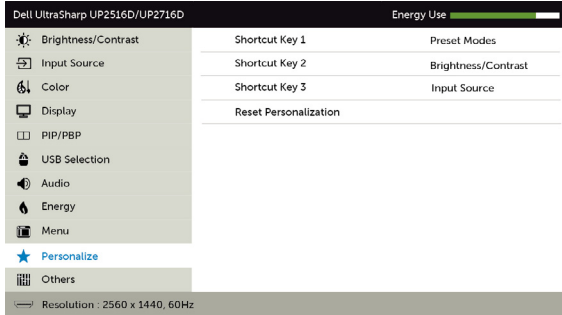 Dell UltraSharp UP2516D/UP2716D Energy Use
Brightness/Contrast Shortcut Key 1 Preset Modes
Input Source Shortcut Key 2 Brightness/Contrast
Color Shortcut Key 3 Input Source
Display Reset Personalization
PIP/PBP
USB Selection
Audio
Energy
Menu
Personalize
Others
Resolution : 2560 x 1440, 60Hz